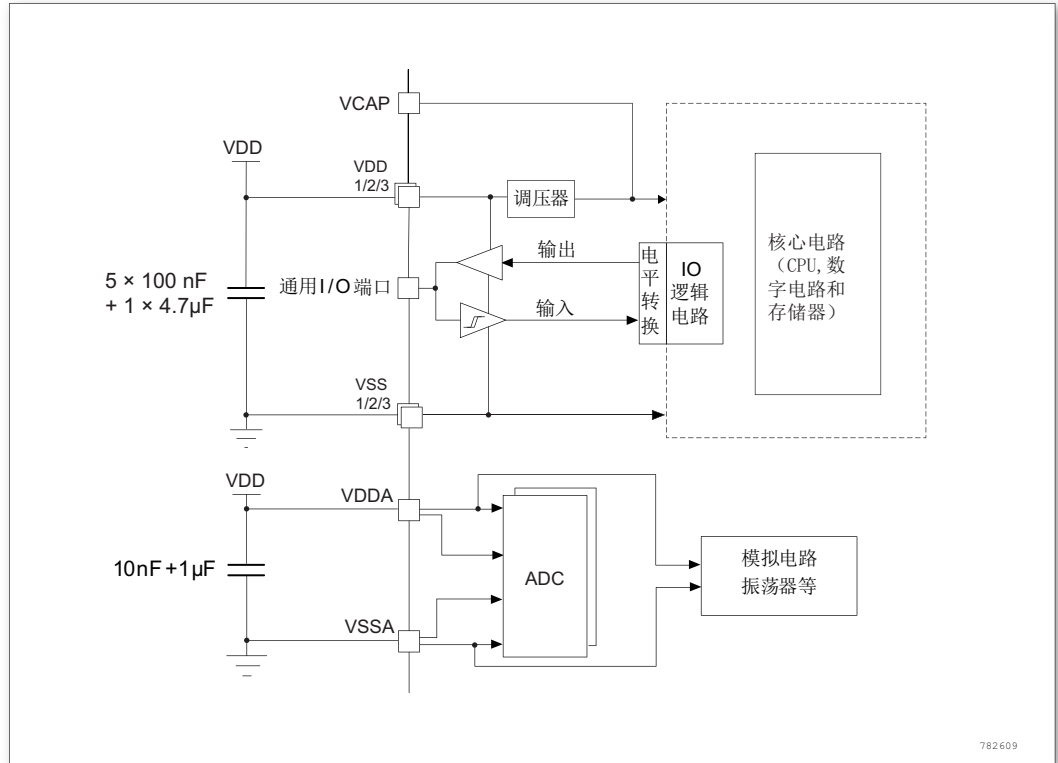 VCAP
VDD
VDD
1/2/3
调压器
5 × 100 nF
+ 1 × 4.7µF
通用I/O端口
输出
输入
电
平
转
换
IO
逻辑
电路
核心电路
（CPU,数
字电路和
存储器）
VSS
1/2/3
VDD
VDDA
10nF+1µF
ADC
VSSA
模拟电路
振荡器等
782609